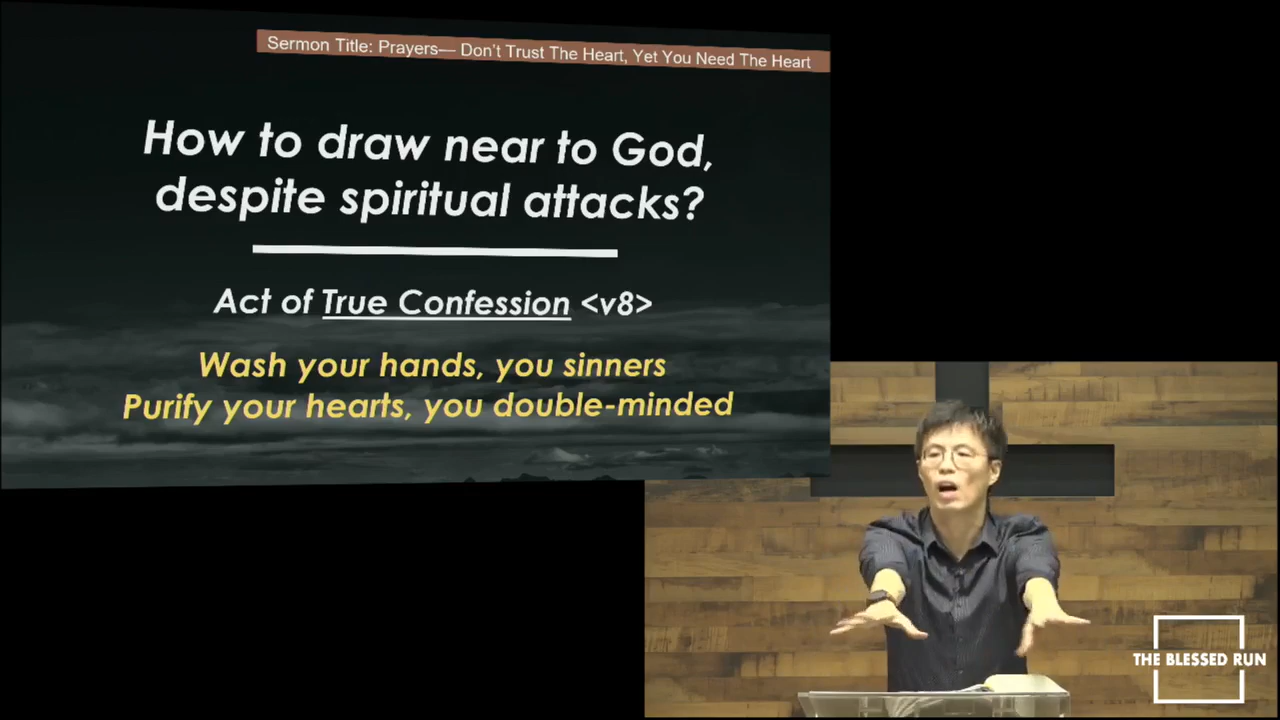 Sermon Title: Prayers— Don't Trust The Heart, Yet You Need The Heart
How to draw near to God,
despite spiritual attacks?
Act of True Confession <v8>
Wash your hands, you sinners
Purify your hearts, you double-minded
THE BLESSED RUN